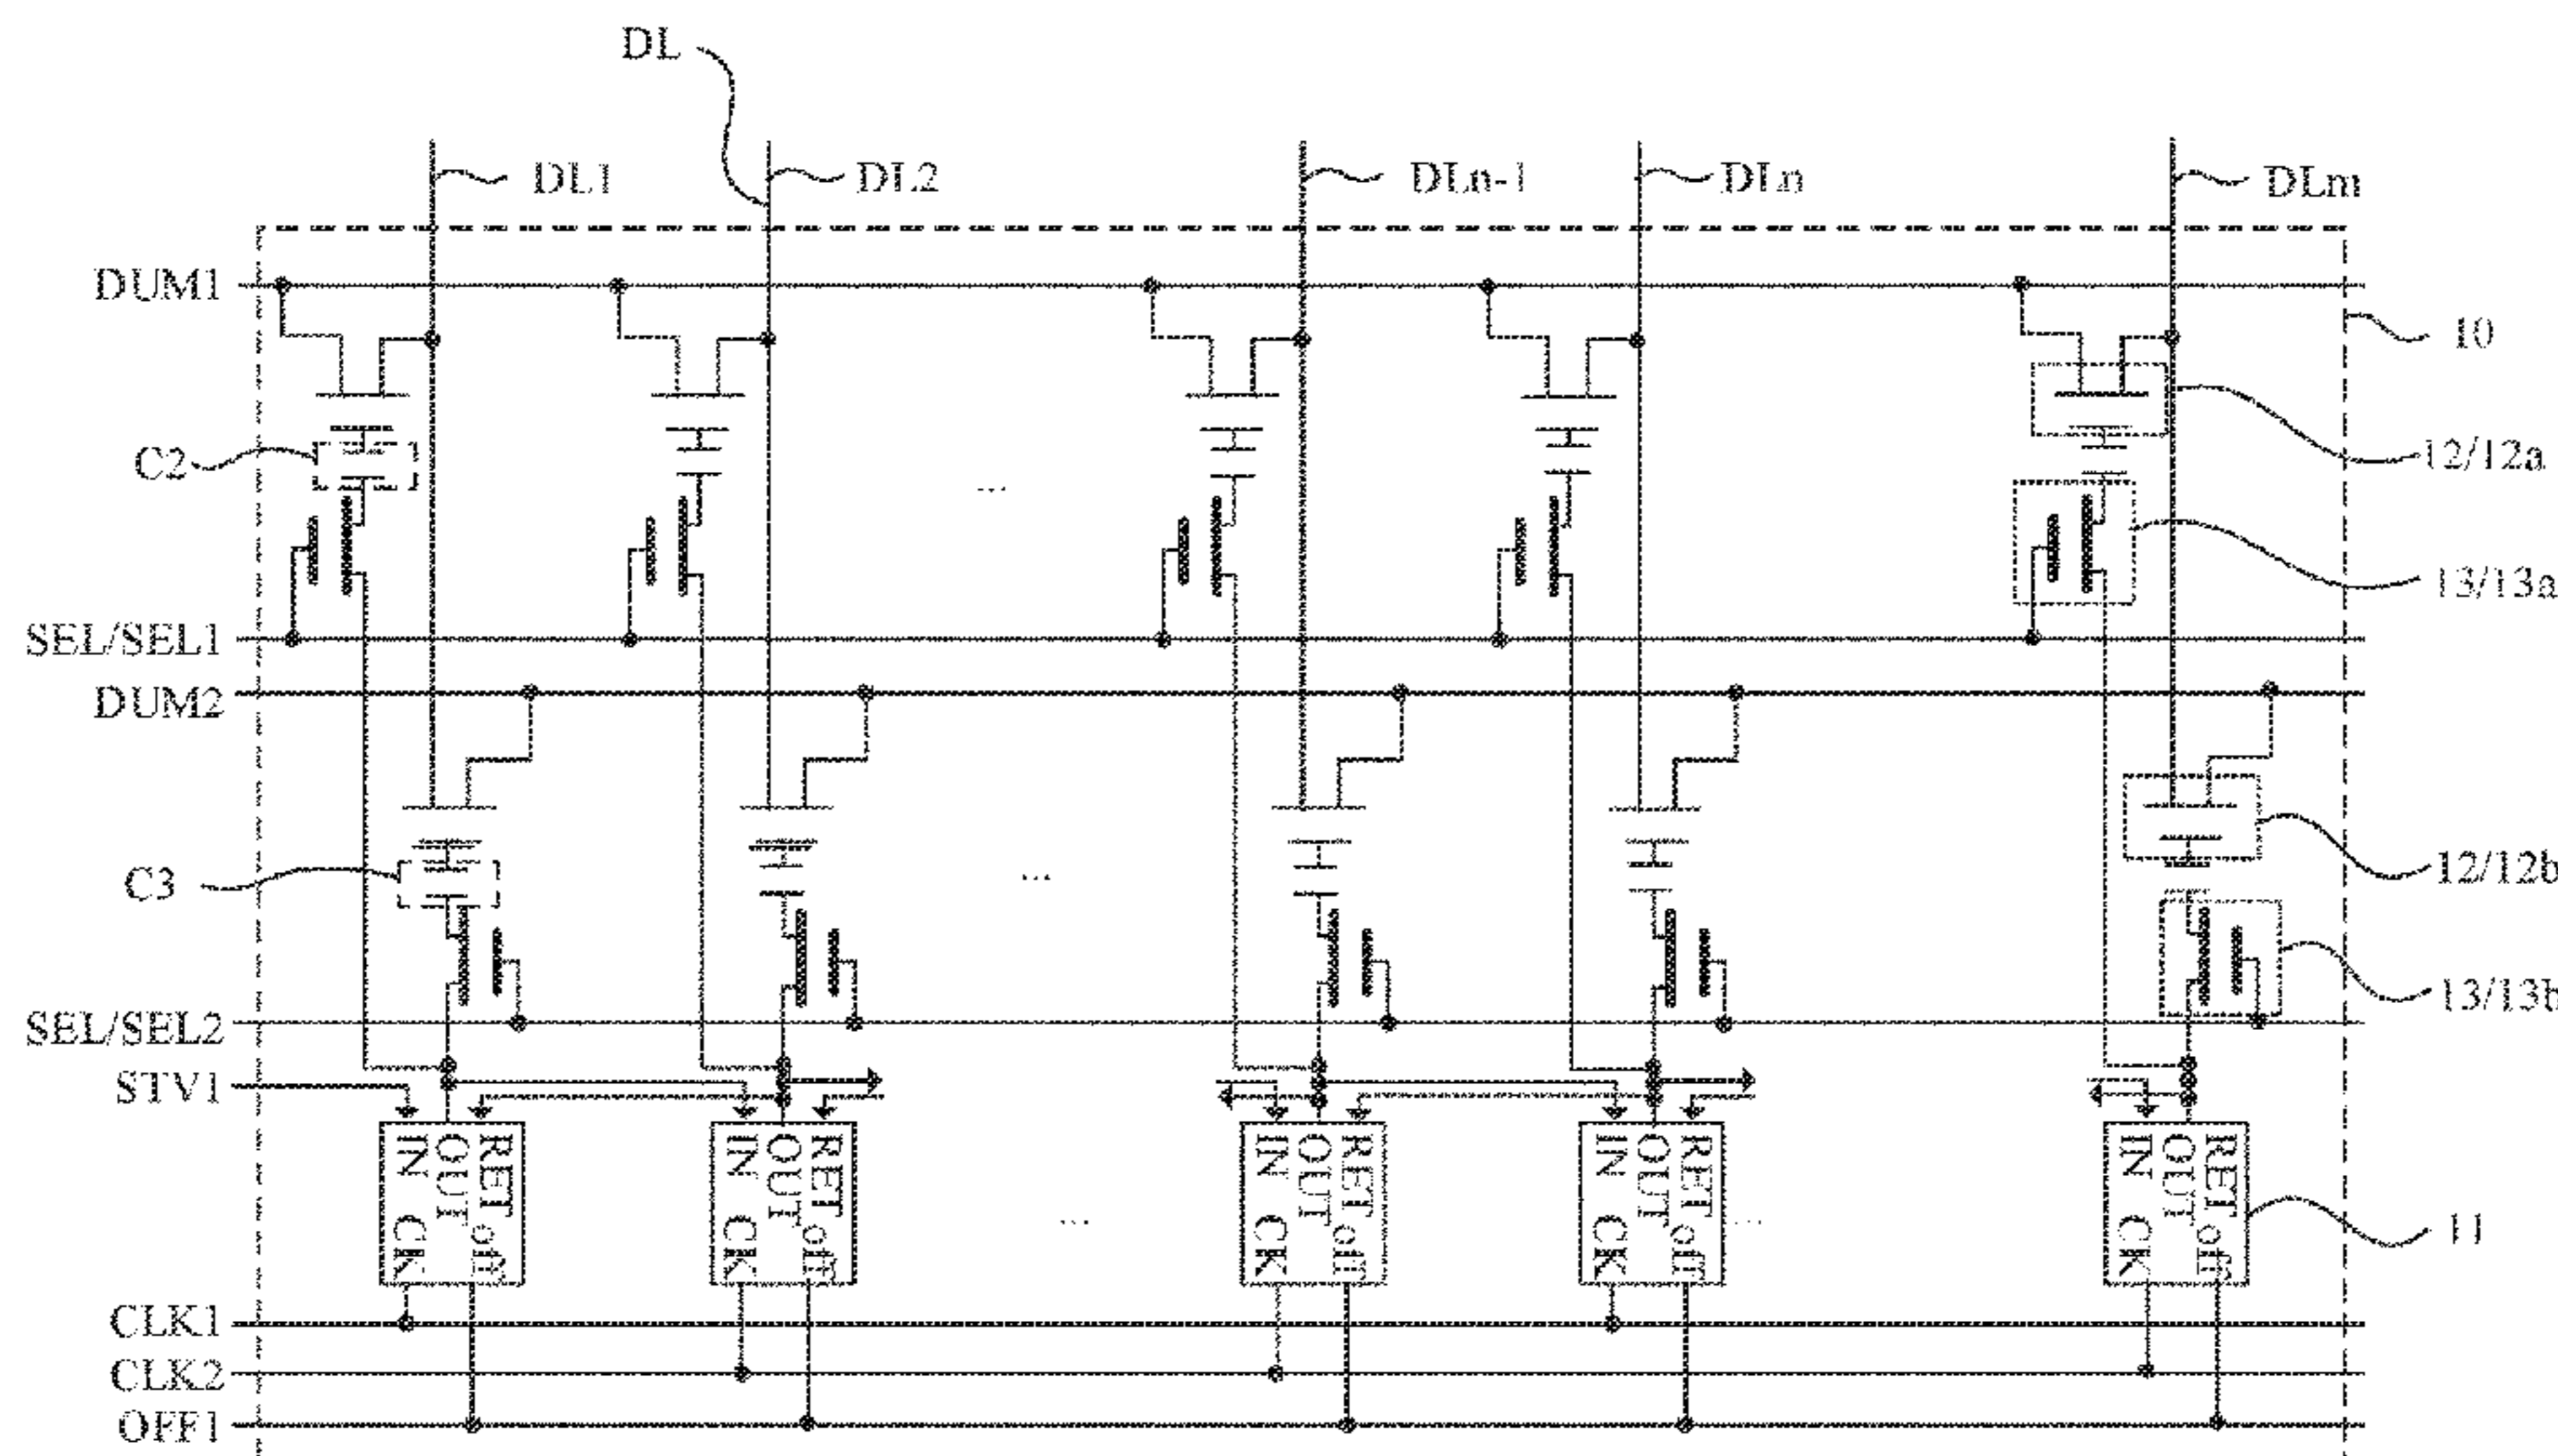 DL
DL1
DL2
DLn-1
DLn
DLm
DUM1
10
12/12a
C2
13/13a
SEL/SEL1
DUM2
C3
12/12b
13/13b
SEL/SEL2
STV1
IN OUT RET CK off
IN OUT RET CK off
IN OUT RET CK off
IN OUT RET CK off
IN OUT RET CK off
...
...
...
...
11
CLK1
CLK2
OFF1